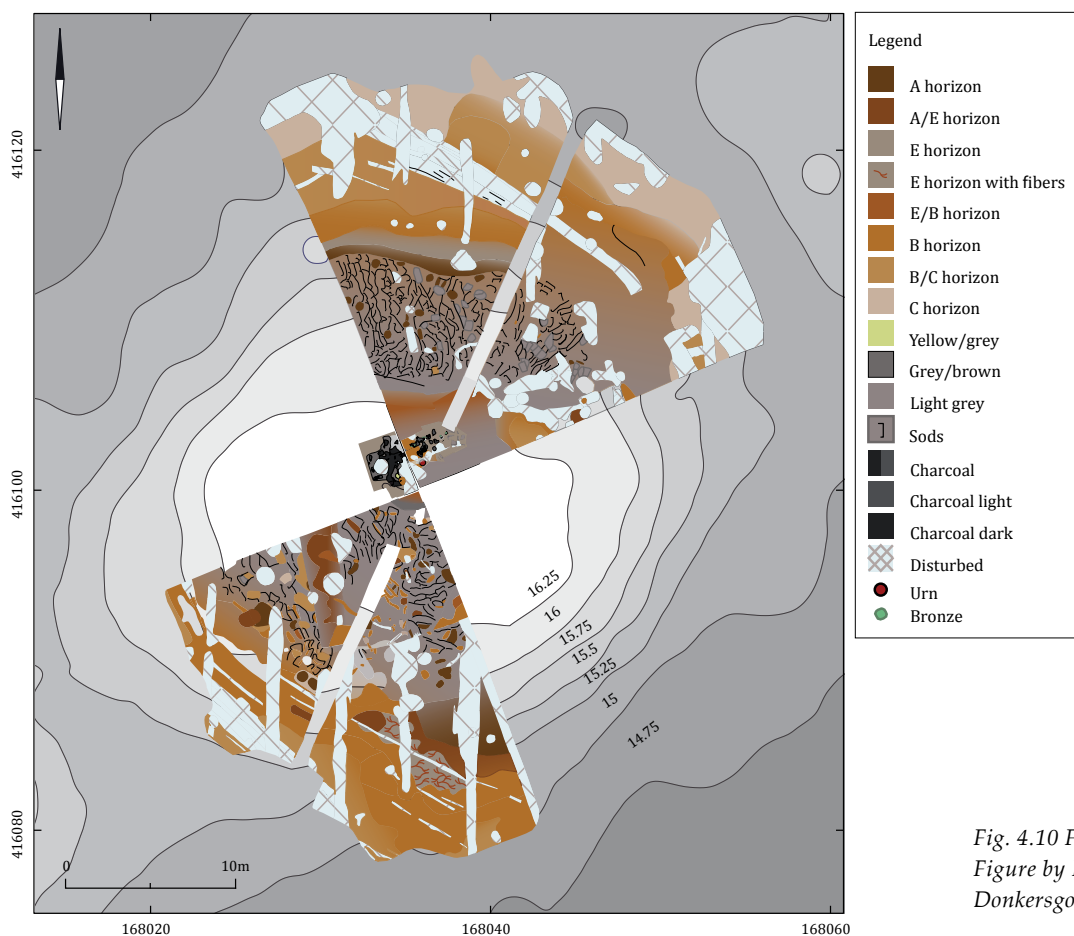 416120
416100
416080
16.25
16
15.75
15.5
15.25
15
14.75
0 10m
168020 168040 168060
Legend
A horizon
A/E horizon
E horizon
E horizon with fibers
E/B horizon
B horizon
B/C horizon
C horizon
Yellow/grey
Grey/brown
Light grey
Sods
Charcoal
Charcoal light
Charcoal dark
Disturbed
Urn
Bronze
Fig. 4.10
Figure by